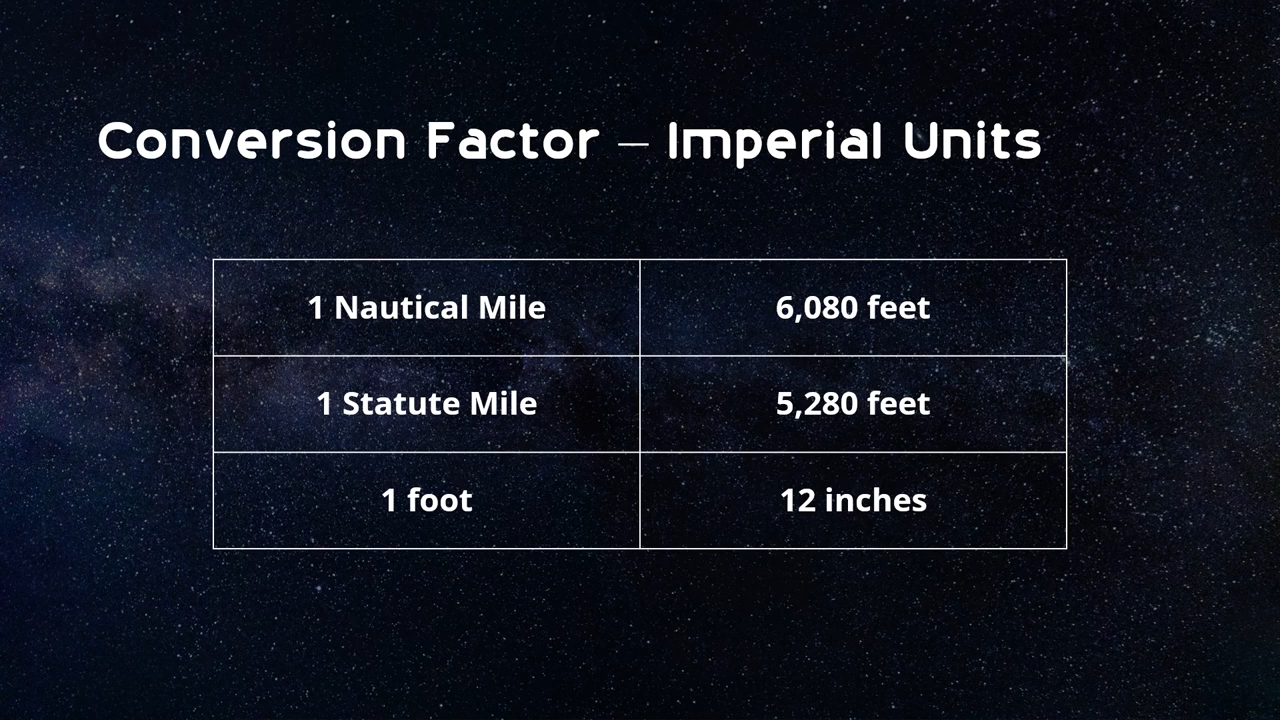 Conversion Factor – Imperial Units
1 Nautical Mile 6,080 feet
1 Statute Mile 5,280 feet
1 foot 12 inches